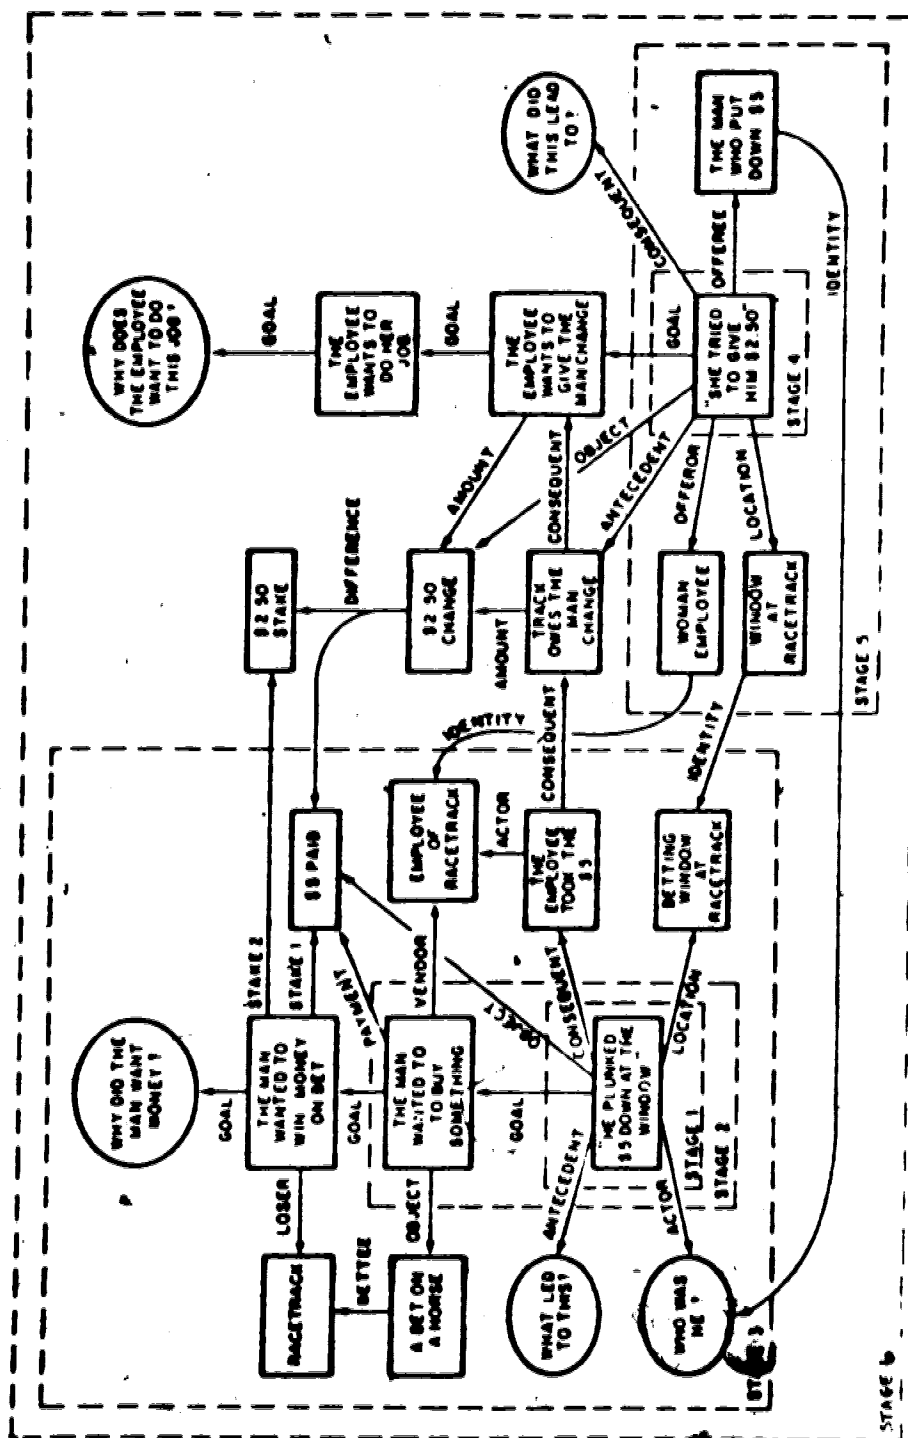 WHY DID THE
MAN WANT
MONEY?
GOAL
RACETRACK
LOSER
THE MAN
WANTED TO
WIN MONEY
ON BET
STAKE 2
STAKE 1
$2 50
STAKE
BETTEE
GOAL
PAYMENT
$5 PAID
DIFFERENCE
A BET ON
A HORSE
OBJECT
THE MAN
WANTED TO
TO BUY
SOMETHING
VENDOR
EMPLOYEE
OF
RACETRACK
IDENTITY
$2 50
CHANGE
AMOUNT
WHY DOES
THE EMPLOYEE
WANT TO DO
THIS JOB?
GOAL
THE
EMPLOYEE
WANTS TO
DO HER
JOB
GOAL
GOAL
OBJECT
ACTOR
AMOUNT
WHAT LED
TO THIS?
ANTECEDENT
CONSEQUENT
THE
EMPLOYEE
TOOK THE
$5
CONSEQUENT
TRACK
OWES THE
MAN
CHANGE
CONSEQUENT
THE
EMPLOYEE
WANTS TO
GIVE THE
MAN CHANGE
OBJECT
ANTECEDENT
GOAL
CONSEQUENT
WHAT DID
THIS LEAD
TO?
WHO WAS
HE?
ACTOR
"HE PLUNKED
$5 DOWN AT THE
WINDOW"
LOCATION
BETTING
WINDOW
AT
RACETRACK
IDENTITY
WOMAN
EMPLOYEE
OFFEROR
WINDOW
AT
RACETRACK
LOCATION
"SHE TRIED
TO GIVE
HIM $2.50"
OFFEREE
THE MAN
WHO PUT
DOWN $5
STAGE 1
STAGE 2
STAGE 3
STAGE 4
STAGE 5
IDENTITY
STAGE 6